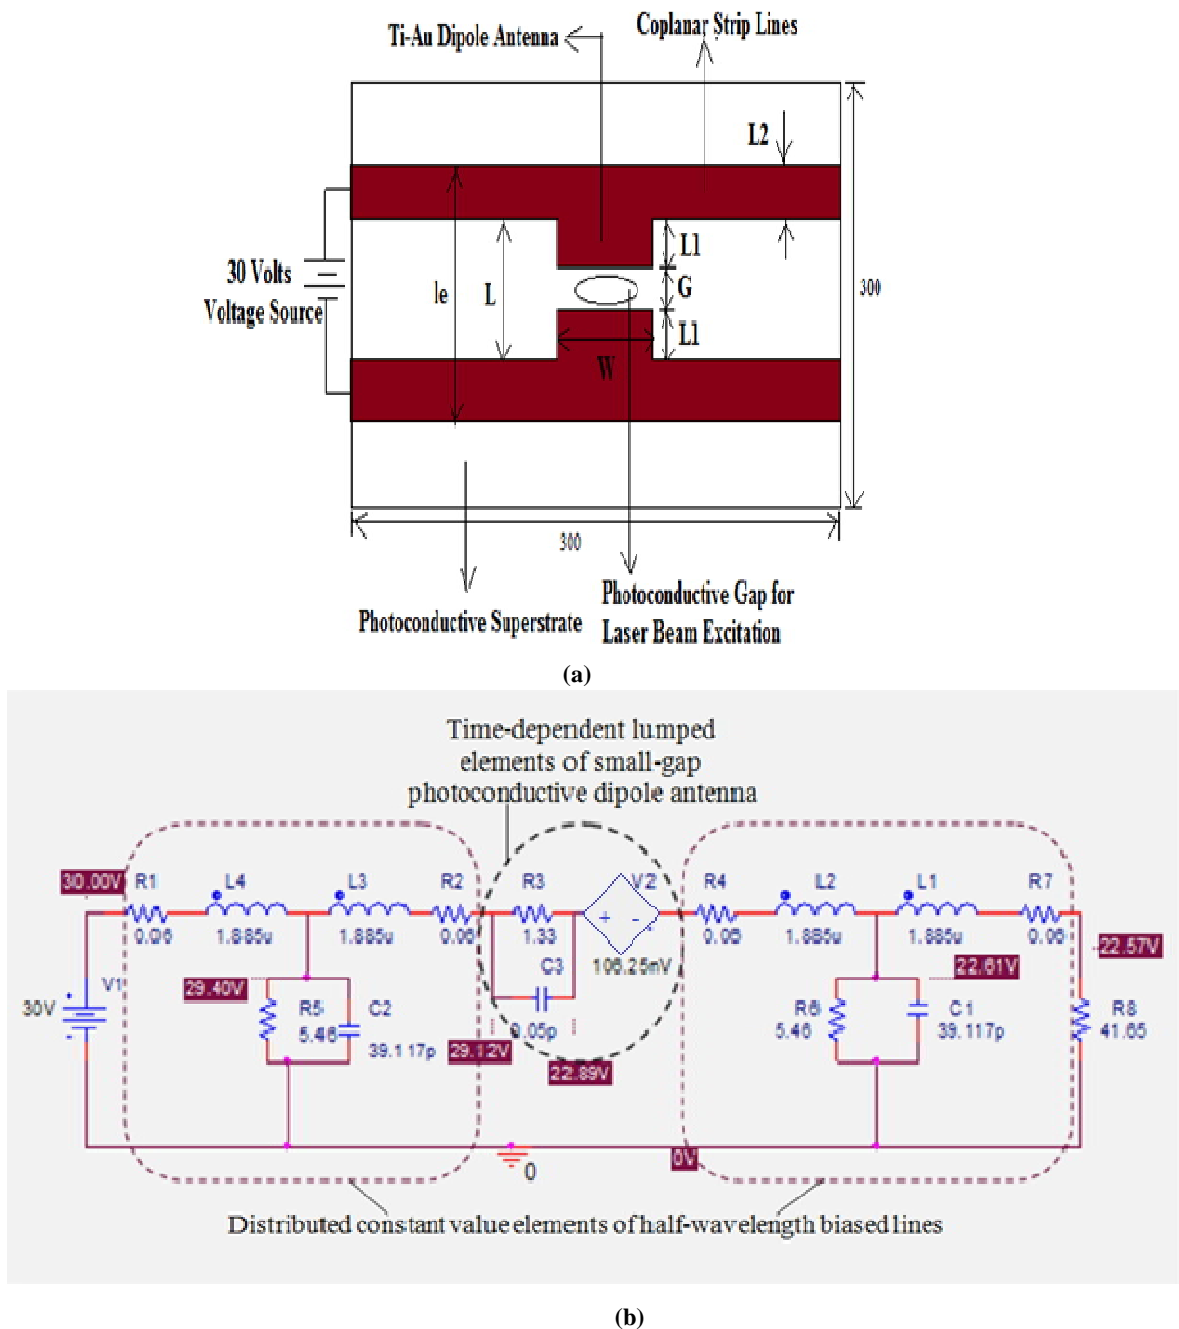 Ti-Au Dipole Antenna
Coplanar Strip Lines
L2
L1
30 Volts
Voltage Source
le
L
G
300
L1
W
300
Photoconductive Superstrate
Photoconductive Gap for
Laser Beam Excitation
(a)
Time-dependent lumped
elements of small-gap
photoconductive dipole antenna
30.00V
R1
L4
L3
R2
R3
V2
R4
L2
L1
R7
0.06
1.885u
1.885u
0.06
1.33
+ -
0.06
1.885u
1.885u
0.06
22.57V
C3
106.25mV
29.40V
22.61V
V1
30V
R5
5.46
C2
39.117p
0.05p
R6
5.46
C1
39.117p
R8
41.65
29.12V
22.89V
0V
0
Distributed constant value elements of half-wavelength biased lines
(b)